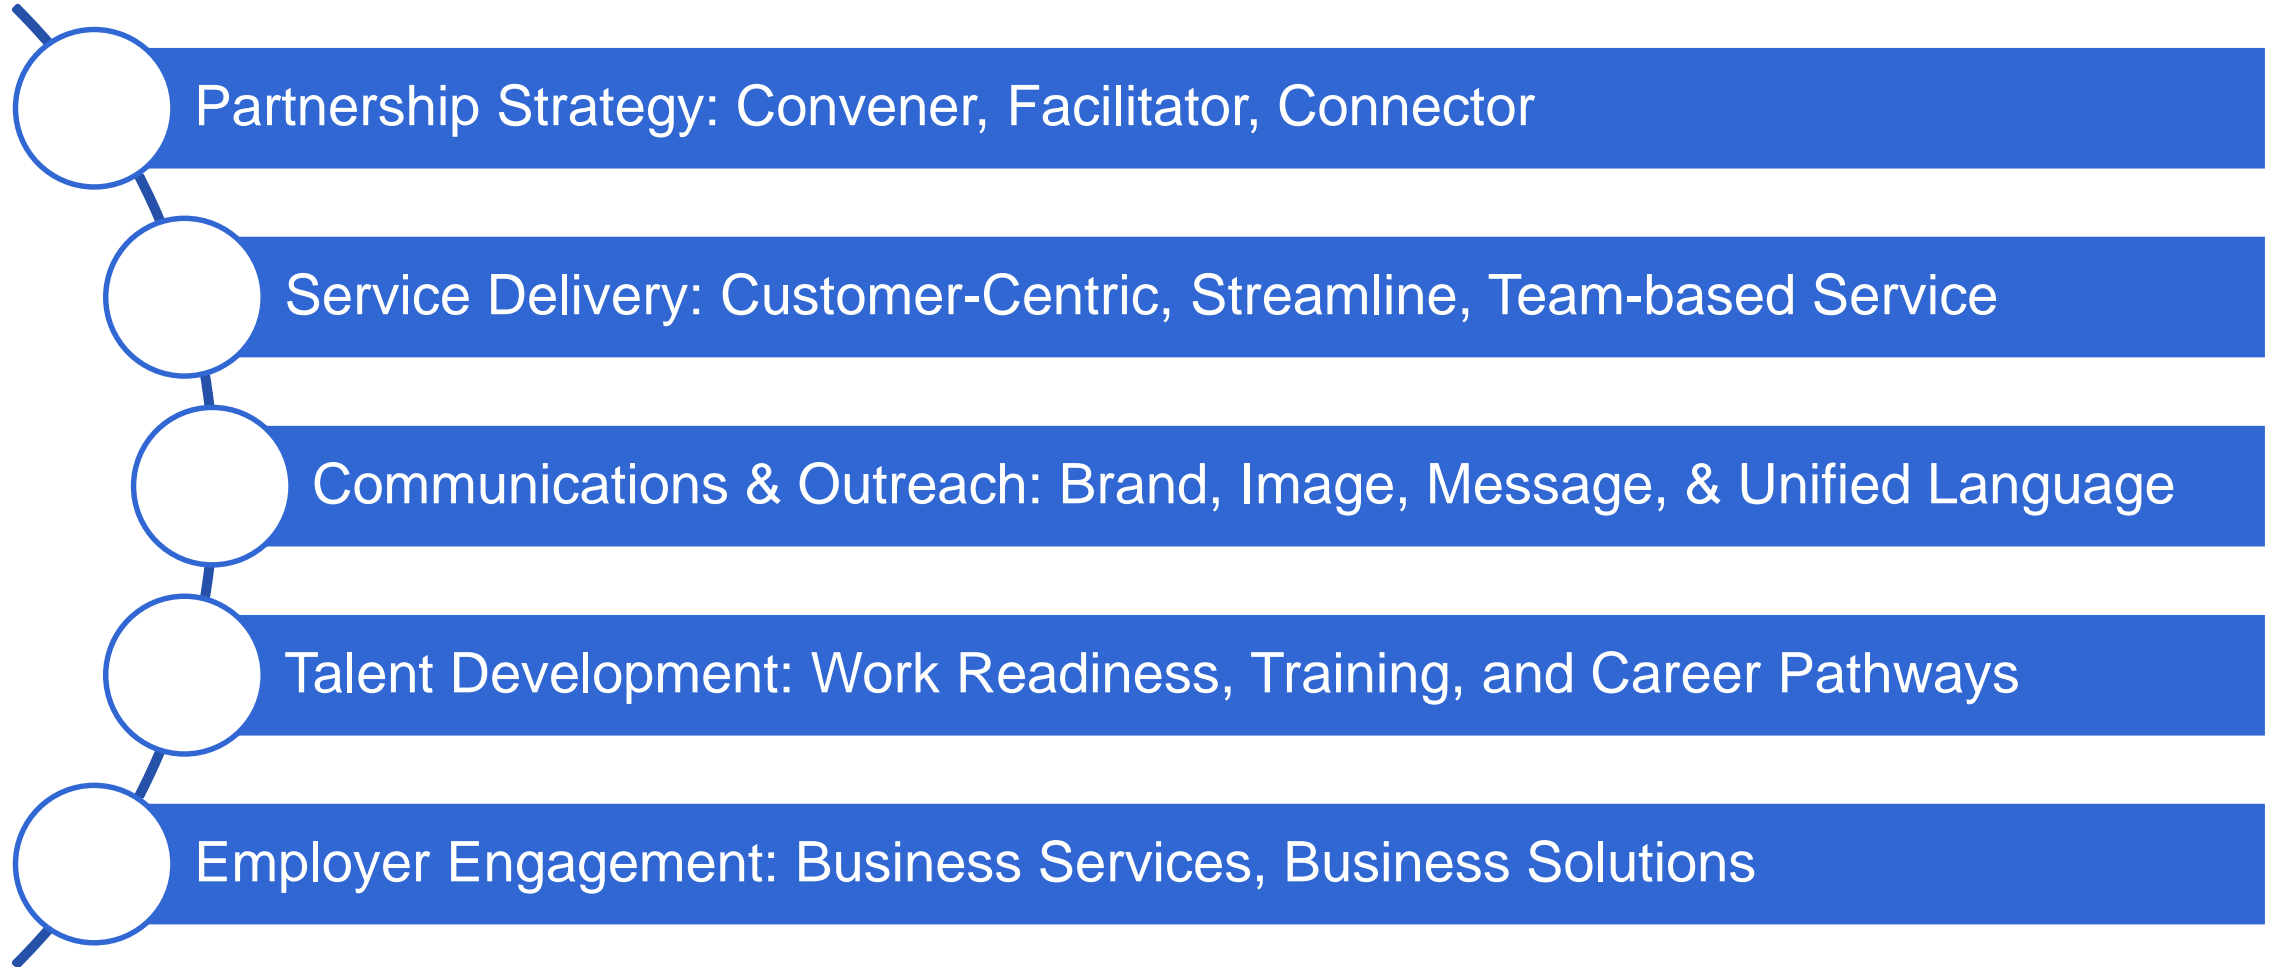 Partnership Strategy: Convener, Facilitator, Connector
Service Delivery: Customer-Centric, Streamline, Team-based Service
Communications & Outreach: Brand, Image, Message, & Unified Language
Talent Development: Work Readiness, Training, and Career Pathways
Employer Engagement: Business Services, Business Solutions